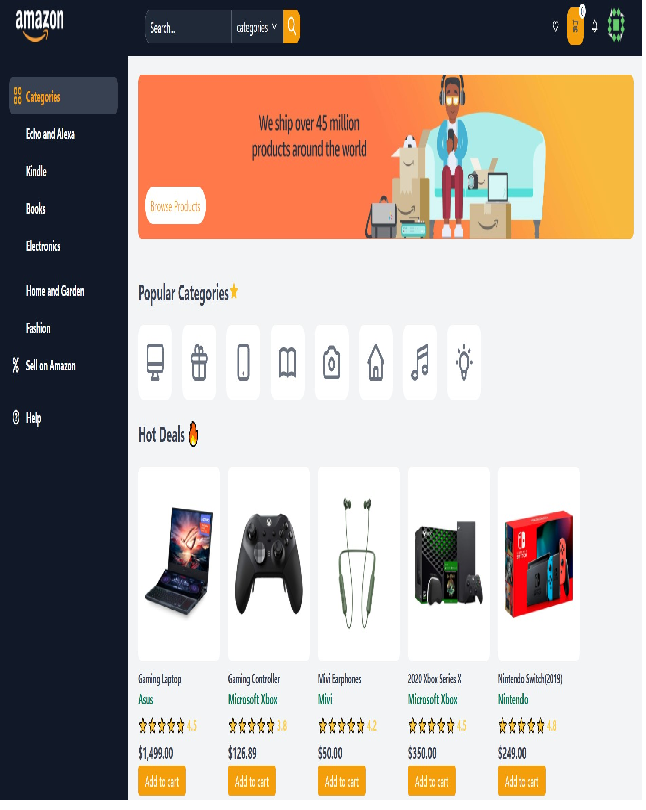 amazon
Search...
categories
Categories
Echo and Alexa
Kindle
Books
Electronics
Home and Garden
Fashion
Sell on Amazon
Help
We ship over 45 million
products around the world
Browse Products
Popular Categories
Hot Deals
Gaming Laptop
Asus
4.5
$1,499.00
Add to cart
Gaming Controller
Microsoft Xbox
3.8
$126.89
Add to cart
Mivi Earphones
Mivi
4.2
$50.00
Add to cart
2020 Xbox Series X
Microsoft Xbox
4.5
$350.00
Add to cart
Nintendo Switch(2019)
Nintendo
4.8
$249.00
Add to cart